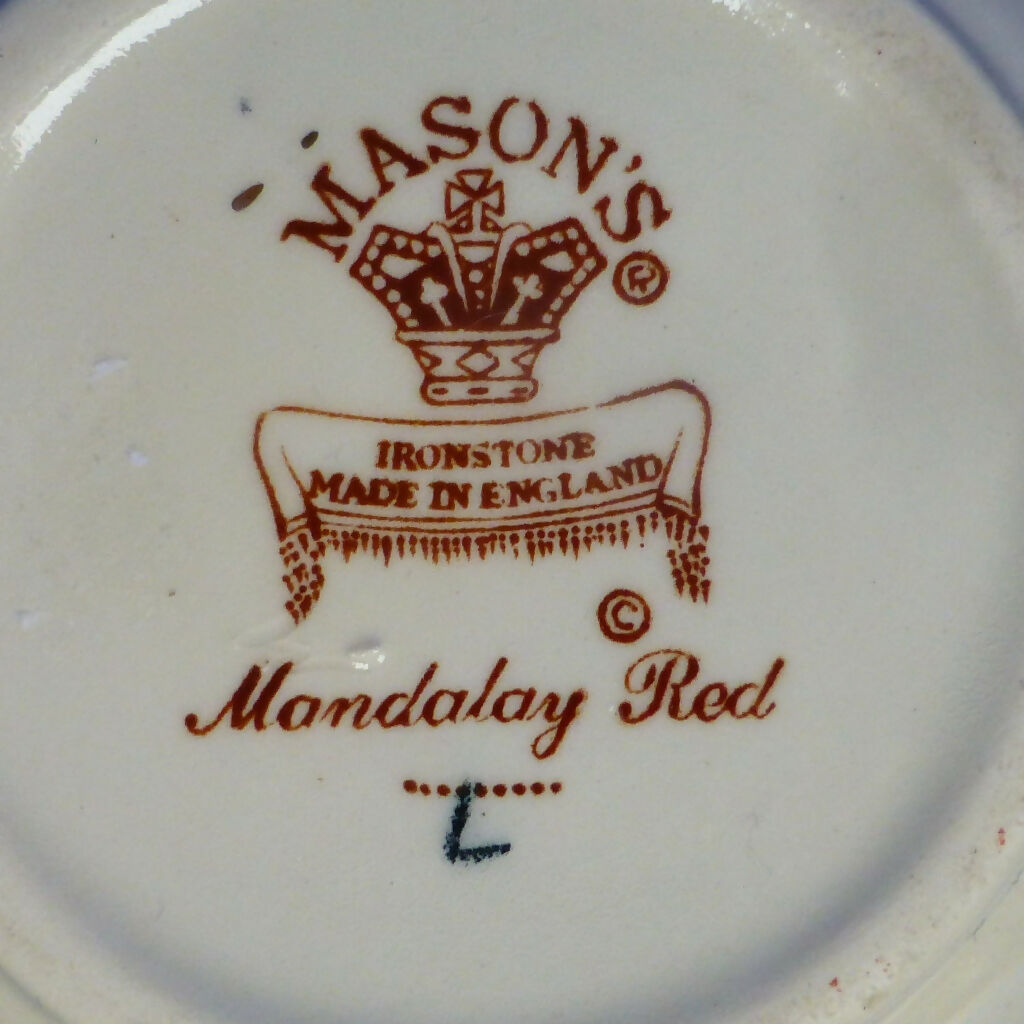 MASON'S
®
IRONSTONE
MADE IN ENGLAND
©
Mandalay Red
L